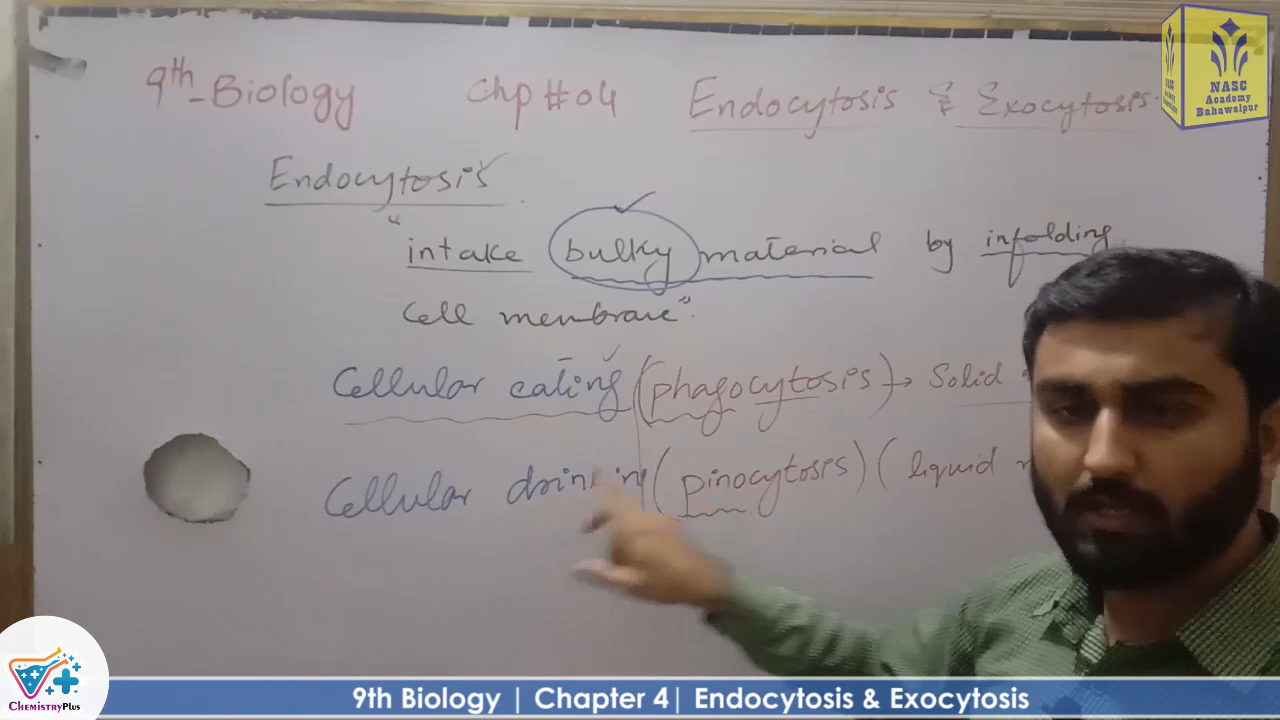 9th-Biology Chp#04 Endocytosis & Exocytosis
Endocytosis
"intake bulky material by infolding
Cell membrane".
Cellular eating (phagocytosis) → Solid
Cellular drinking (pinocytosis) (liquid
NASC
Academy
Bahawalpur
NASC
ChemistryPlus
9th Biology | Chapter 4| Endocytosis & Exocytosis